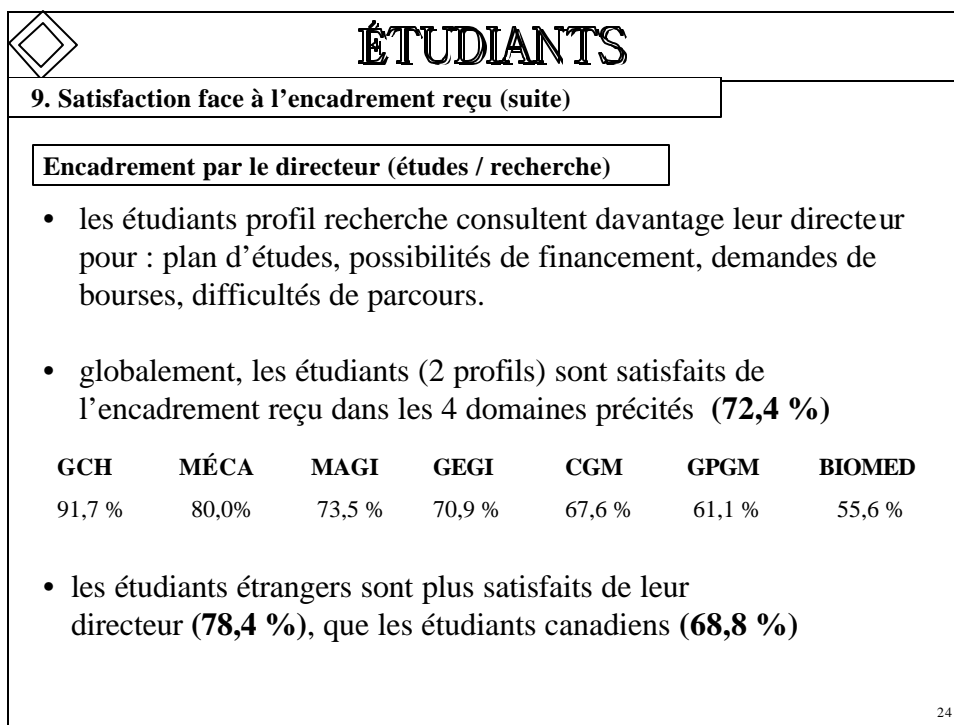 ÉTUDIANTS
9. Satisfaction face à l'encadrement reçu (suite)
Encadrement par le directeur (études / recherche)
• les étudiants profil recherche consultent davantage leur directeur
pour : plan d'études, possibilités de financement, demandes de
bourses, difficultés de parcours.
• globalement, les étudiants (2 profils) sont satisfaits de
l'encadrement reçu dans les 4 domaines précités (72,4 %)
GCH MÉCA MAGI GEGI CGM GPGM BIOMED
91,7 % 80,0% 73,5 % 70,9 % 67,6 % 61,1 % 55,6 %
• les étudiants étrangers sont plus satisfaits de leur
directeur (78,4 %), que les étudiants canadiens (68,8 %)
24